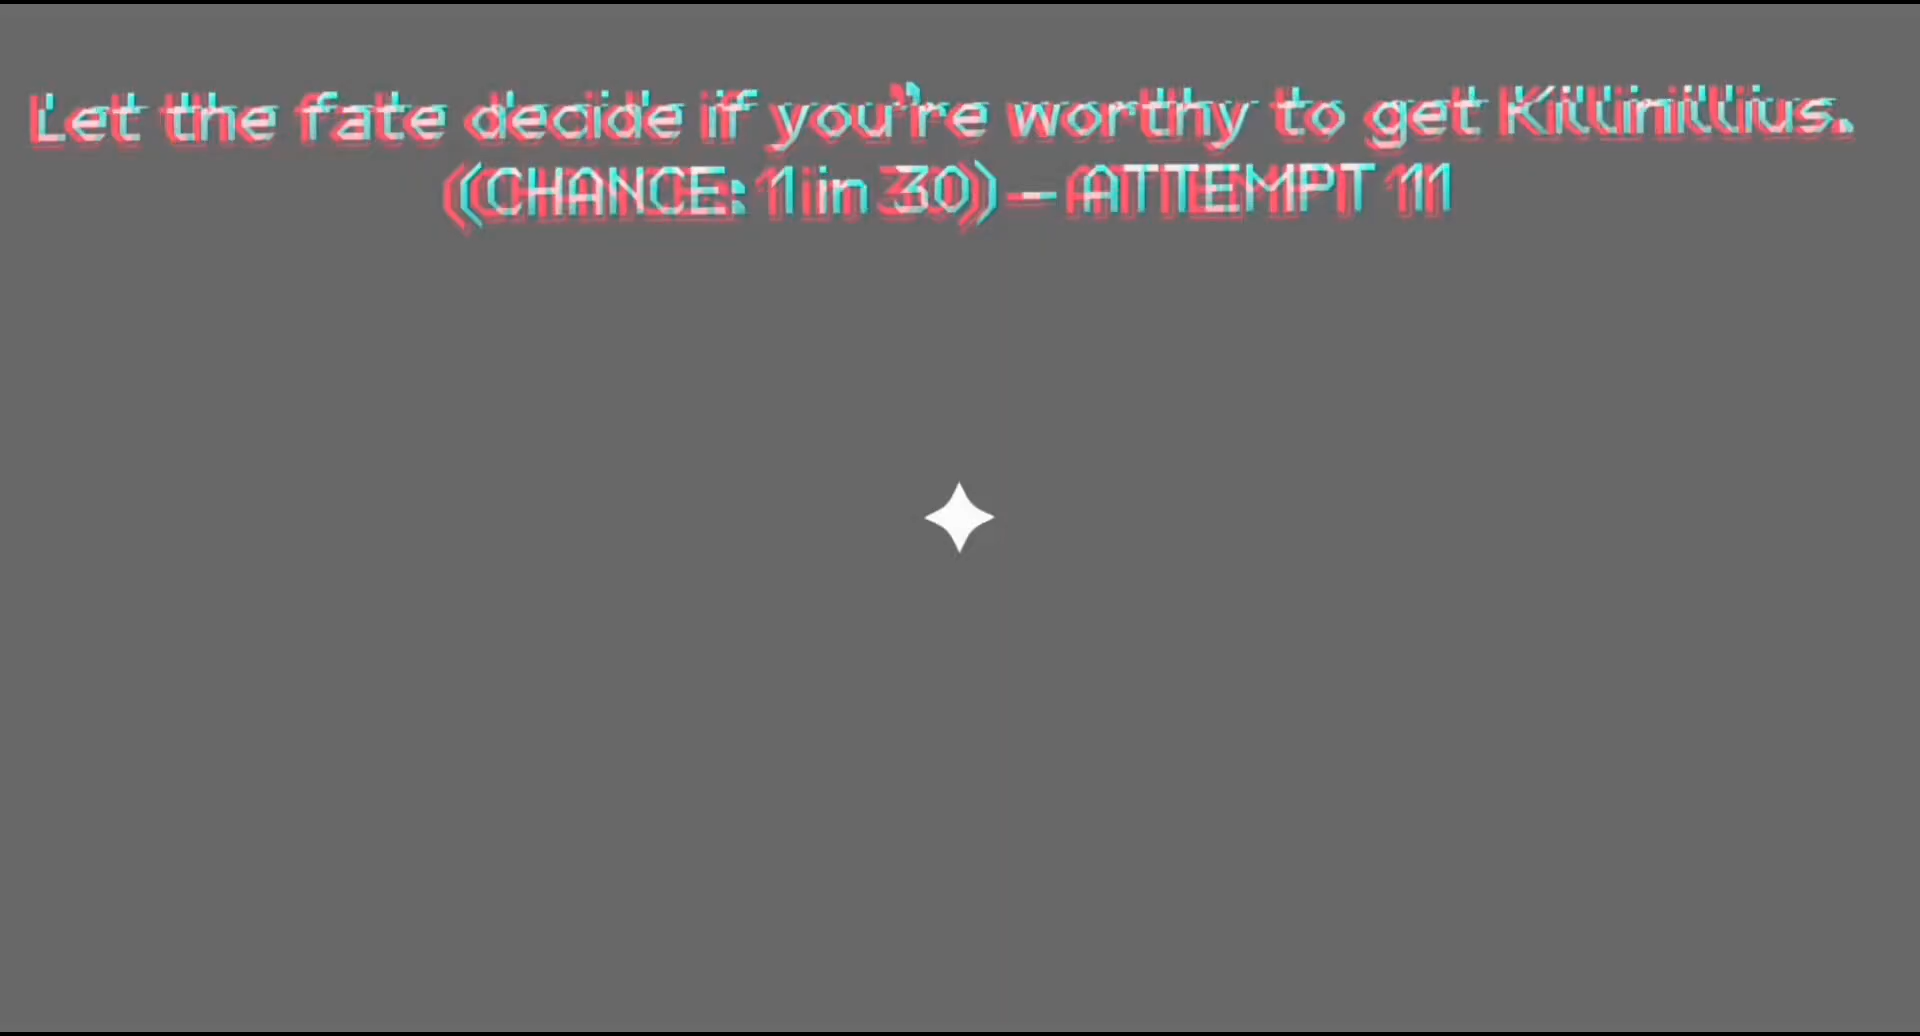 Let the fate decide if you're worthy to get Killinillius.
((CHANCE: 1 in 30)) - ATTEMPT 11